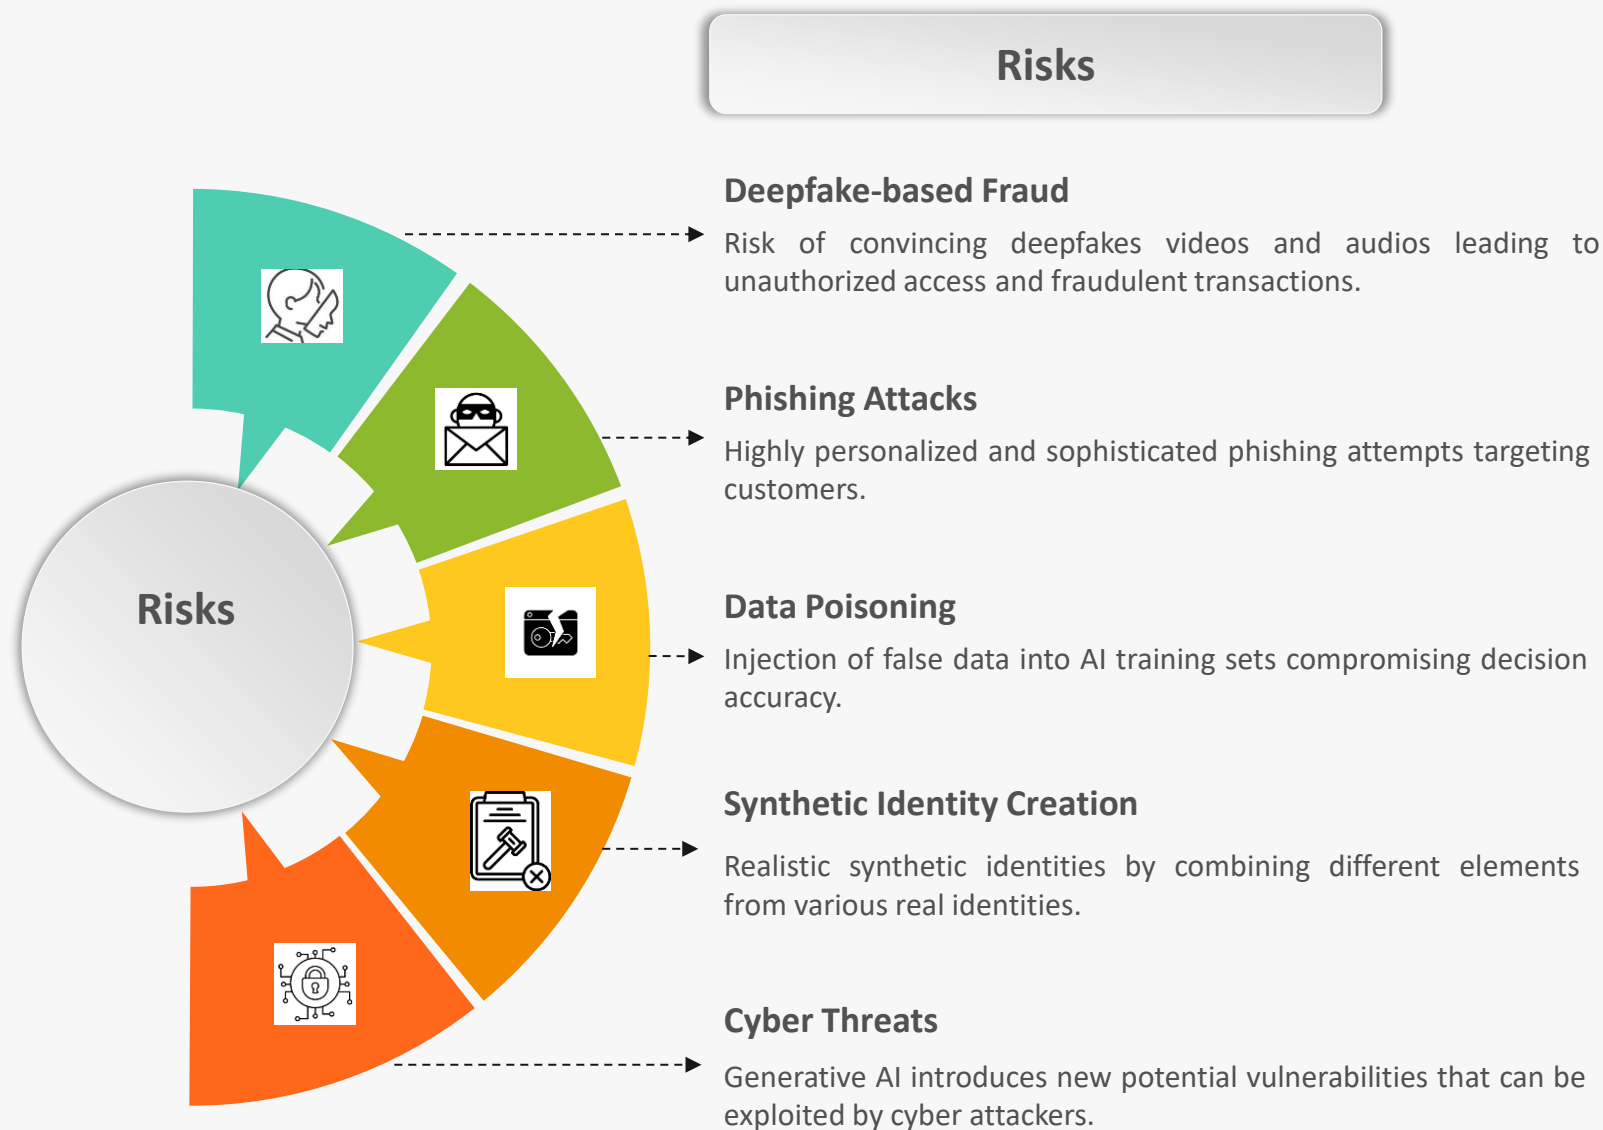 Risks
Deepfake-based Fraud
Risk of convincing deepfakes videos and audios leading to
unauthorized access and fraudulent transactions.
Phishing Attacks
Highly personalized and sophisticated phishing attempts targeting
customers.
Risks
Data Poisoning
Injection of false data into AI training sets compromising decision
accuracy.
Synthetic Identity Creation
Realistic synthetic identities by combining different elements
from various real identities.
Cyber Threats
Generative AI introduces new potential vulnerabilities that can be
exploited by cyber attackers.